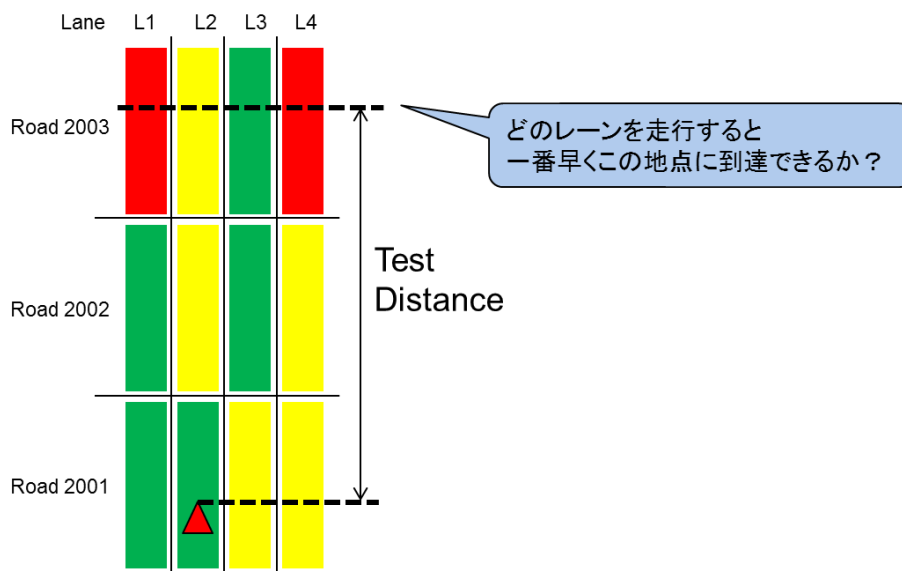 Lane L1 L2 L3 L4
Road 2003
どのレーンを走行すると
一番早くこの地点に到達できるか？
Test
Distance
Road 2002
Road 2001